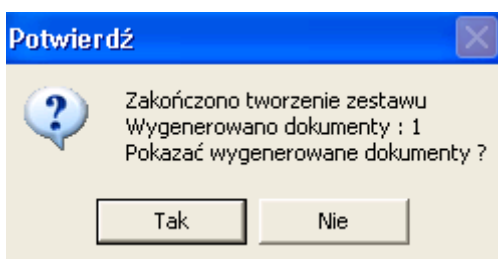 Potwierdź
Zakończono tworzenie zestawu
Wygenerowano dokumenty : 1
Pokazać wygenerowane dokumenty ?
Tak
Nie